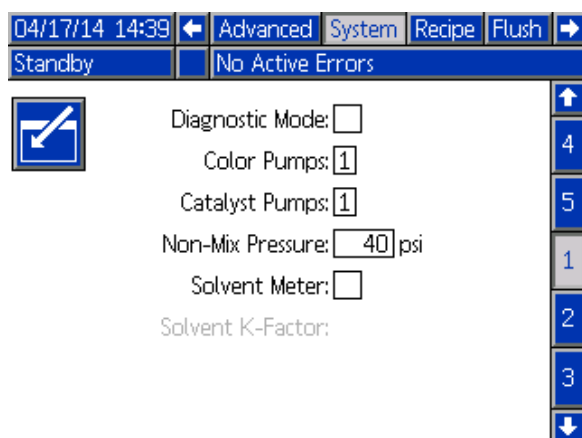 04/17/14 14:39 Advanced System Recipe Flush
Standby No Active Errors
Diagnostic Mode:
Color Pumps: 1
Catalyst Pumps: 1
Non-Mix Pressure: 40 psi
Solvent Meter:
Solvent K-Factor:
4
5
1
2
3